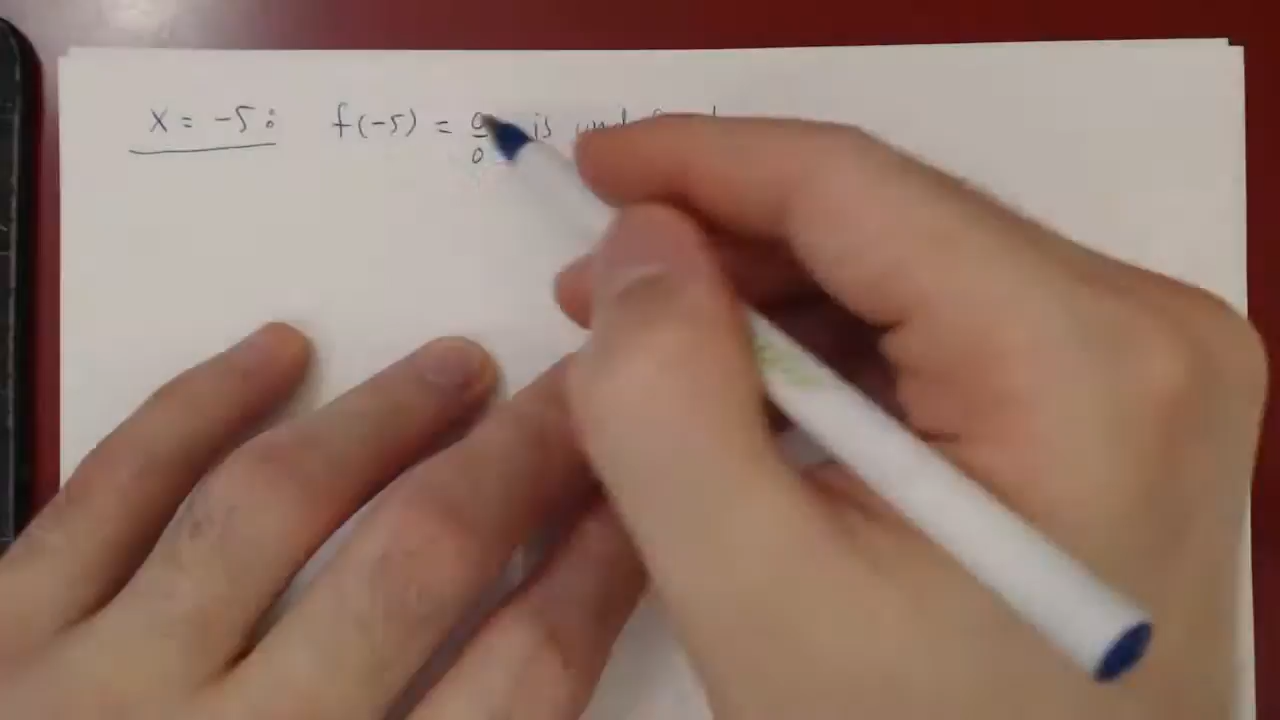 x = -5: f(-5) = 0/0 is